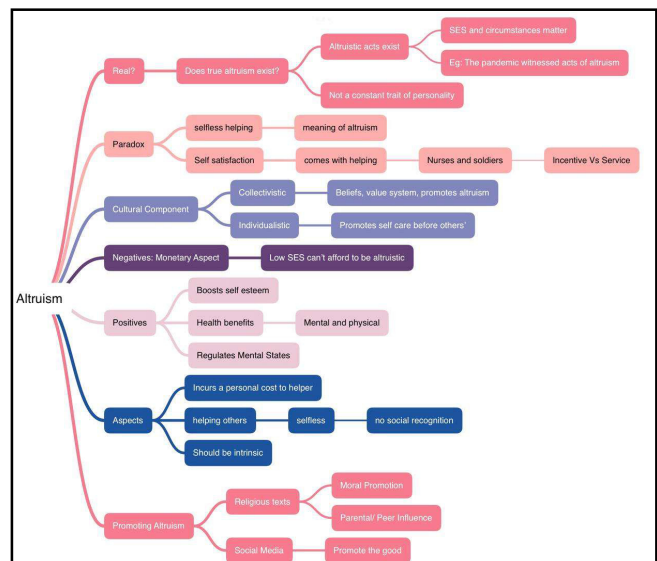 Altruism
Real?
Does true altruism exist?
Altruistic acts exist
SES and circumstances matter
Eg: The pandemic witnessed acts of altruism
Not a constant trait of personality
Paradox
selfless helping
meaning of altruism
Self satisfaction
comes with helping
Nurses and soldiers
Incentive Vs Service
Cultural Component
Collectivistic
Beliefs, value system, promotes altruism
Individualistic
Promotes self care before others'
Negatives: Monetary Aspect
Low SES can't afford to be altruistic
Positives
Boosts self esteem
Health benefits
Mental and physical
Regulates Mental States
Aspects
Incurs a personal cost to helper
helping others
selfless
no social recognition
Should be intrinsic
Promoting Altruism
Religious texts
Moral Promotion
Parental/ Peer Influence
Social Media
Promote the good